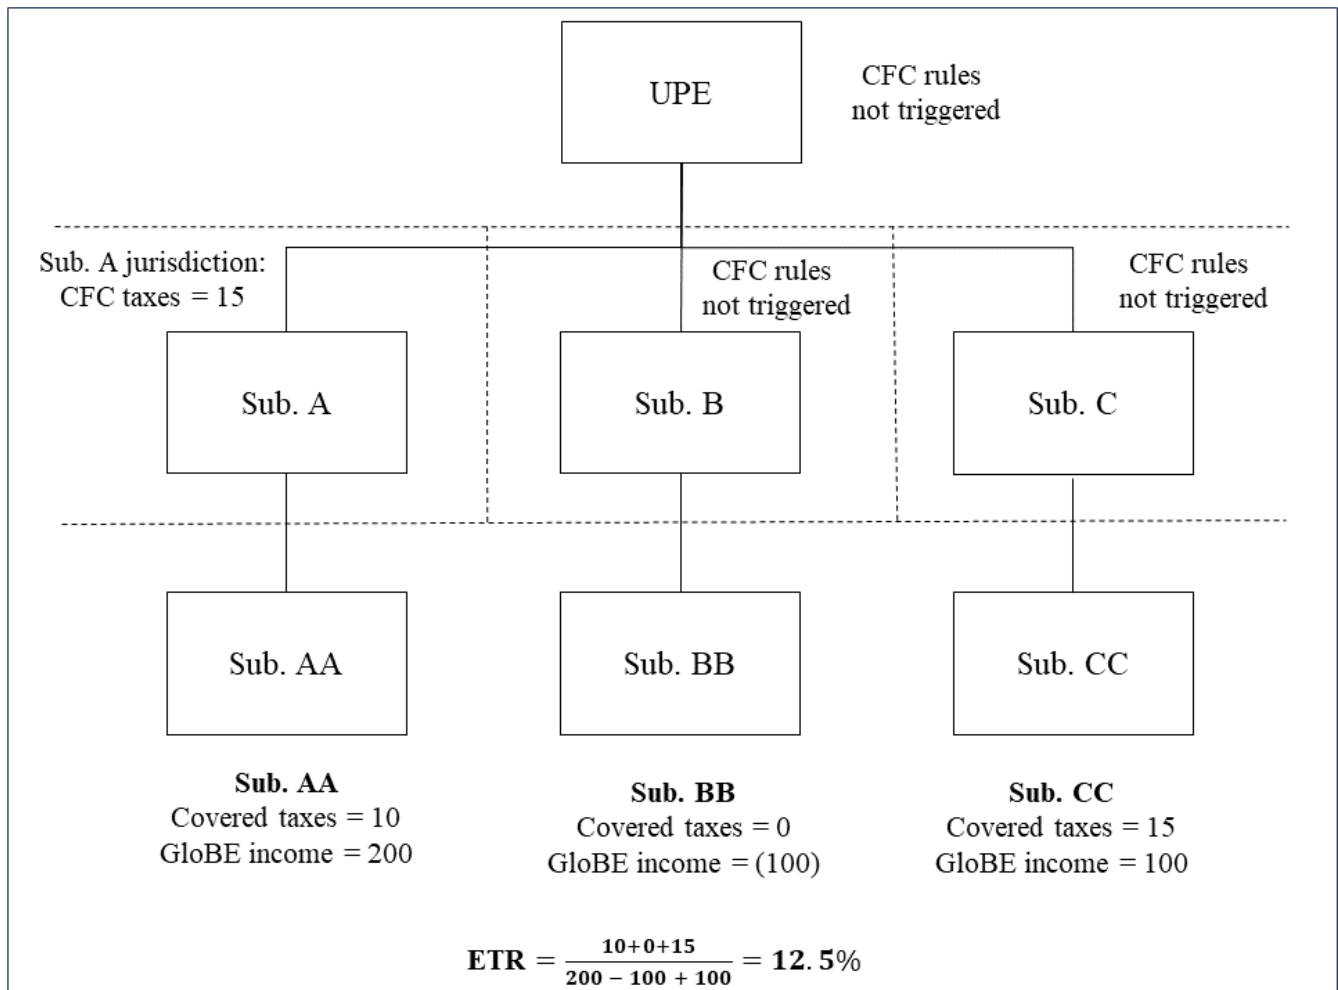 UPE
CFC rules
not triggered
Sub. A jurisdiction:
CFC taxes = 15
CFC rules
not triggered
CFC rules
not triggered
Sub. A
Sub. B
Sub. C
Sub. AA
Sub. BB
Sub. CC
Sub. AA
Covered taxes = 10
GloBE income = 200
Sub. BB
Covered taxes = 0
GloBE income = (100)
Sub. CC
Covered taxes = 15
GloBE income = 100
ETR = 10+0+15 / 200 − 100 + 100 = 12.5%